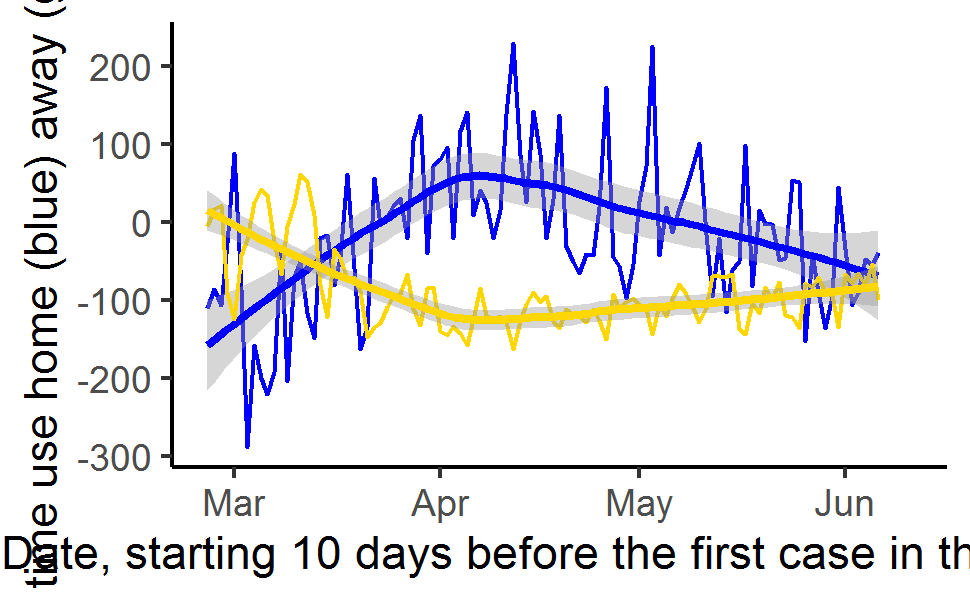 time use home (blue) away (
200
100
0
-100
-200
-300
Mar Apr May Jun
Date, starting 10 days before the first case in th